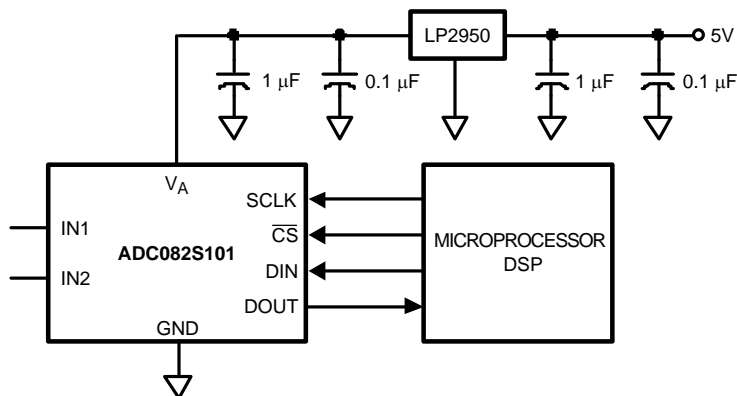 LP2950
5V
1 μF
0.1 μF
1 μF
0.1 μF
VA
SCLK
CS
DIN
DOUT
IN1
IN2
ADC082S101
GND
MICROPROCESSOR
DSP